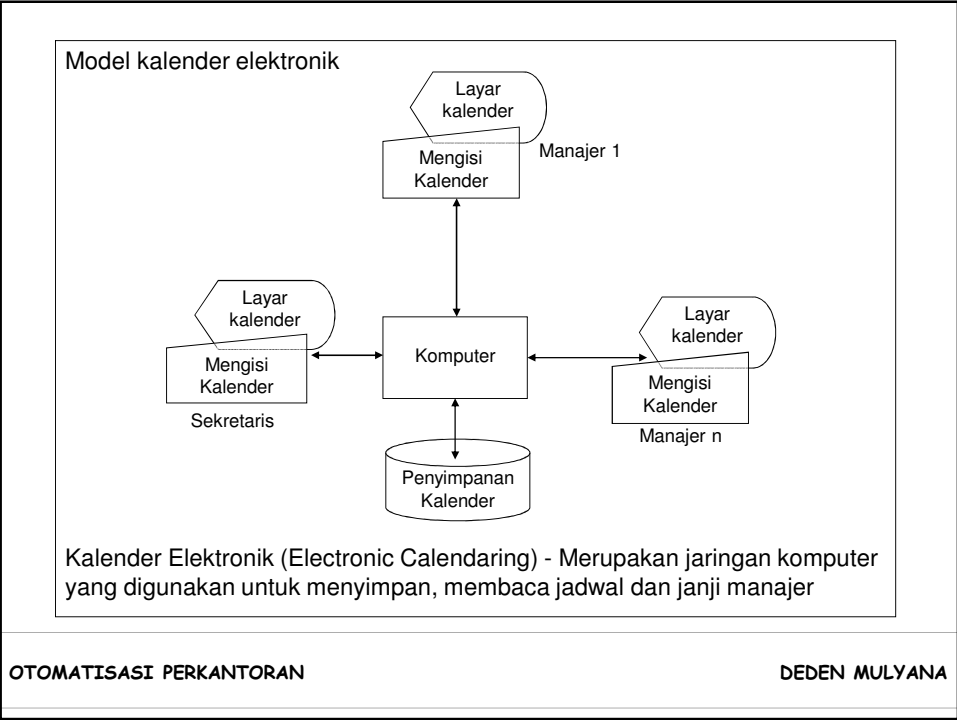 Model kalender elektronik
Layar
kalender
Mengisi
Kalender
Manajer 1
Layar
kalender
Mengisi
Kalender
Sekretaris
Komputer
Layar
kalender
Mengisi
Kalender
Manajer n
Penyimpanan
Kalender
Kalender Elektronik (Electronic Calendaring) - Merupakan jaringan komputer
yang digunakan untuk menyimpan, membaca jadwal dan janji manajer
OTOMATISASI PERKANTORAN
DEDEN MULYANA